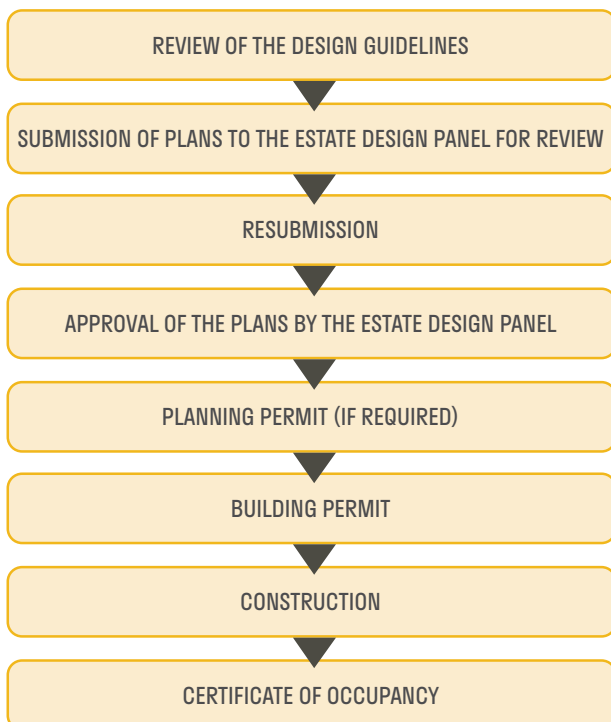 REVIEW OF THE DESIGN GUIDELINES
SUBMISSION OF PLANS TO THE ESTATE DESIGN PANEL FOR REVIEW
RESUBMISSION
APPROVAL OF THE PLANS BY THE ESTATE DESIGN PANEL
PLANNING PERMIT (IF REQUIRED)
BUILDING PERMIT
CONSTRUCTION
CERTIFICATE OF OCCUPANCY